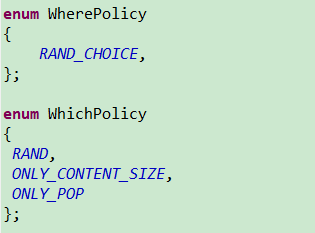 enum WherePolicy
{
    RAND_CHOICE,
};

enum WhichPolicy
{
 RAND,
 ONLY_CONTENT_SIZE,
 ONLY_POP
};